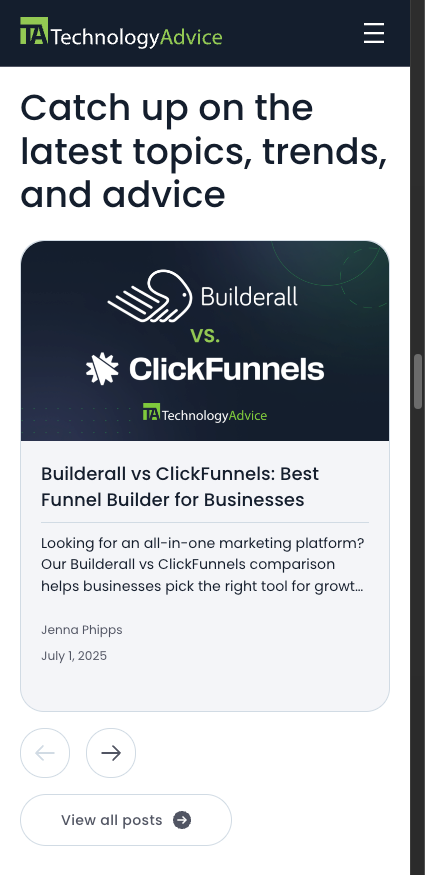 TA TechnologyAdvice
Catch up on the
latest topics, trends,
and advice
Builderall
VS.
ClickFunnels
TA TechnologyAdvice
Builderall vs ClickFunnels: Best
Funnel Builder for Businesses
Looking for an all-in-one marketing platform?
Our Builderall vs ClickFunnels comparison
helps businesses pick the right tool for growt...
Jenna Phipps
July 1, 2025
View all posts